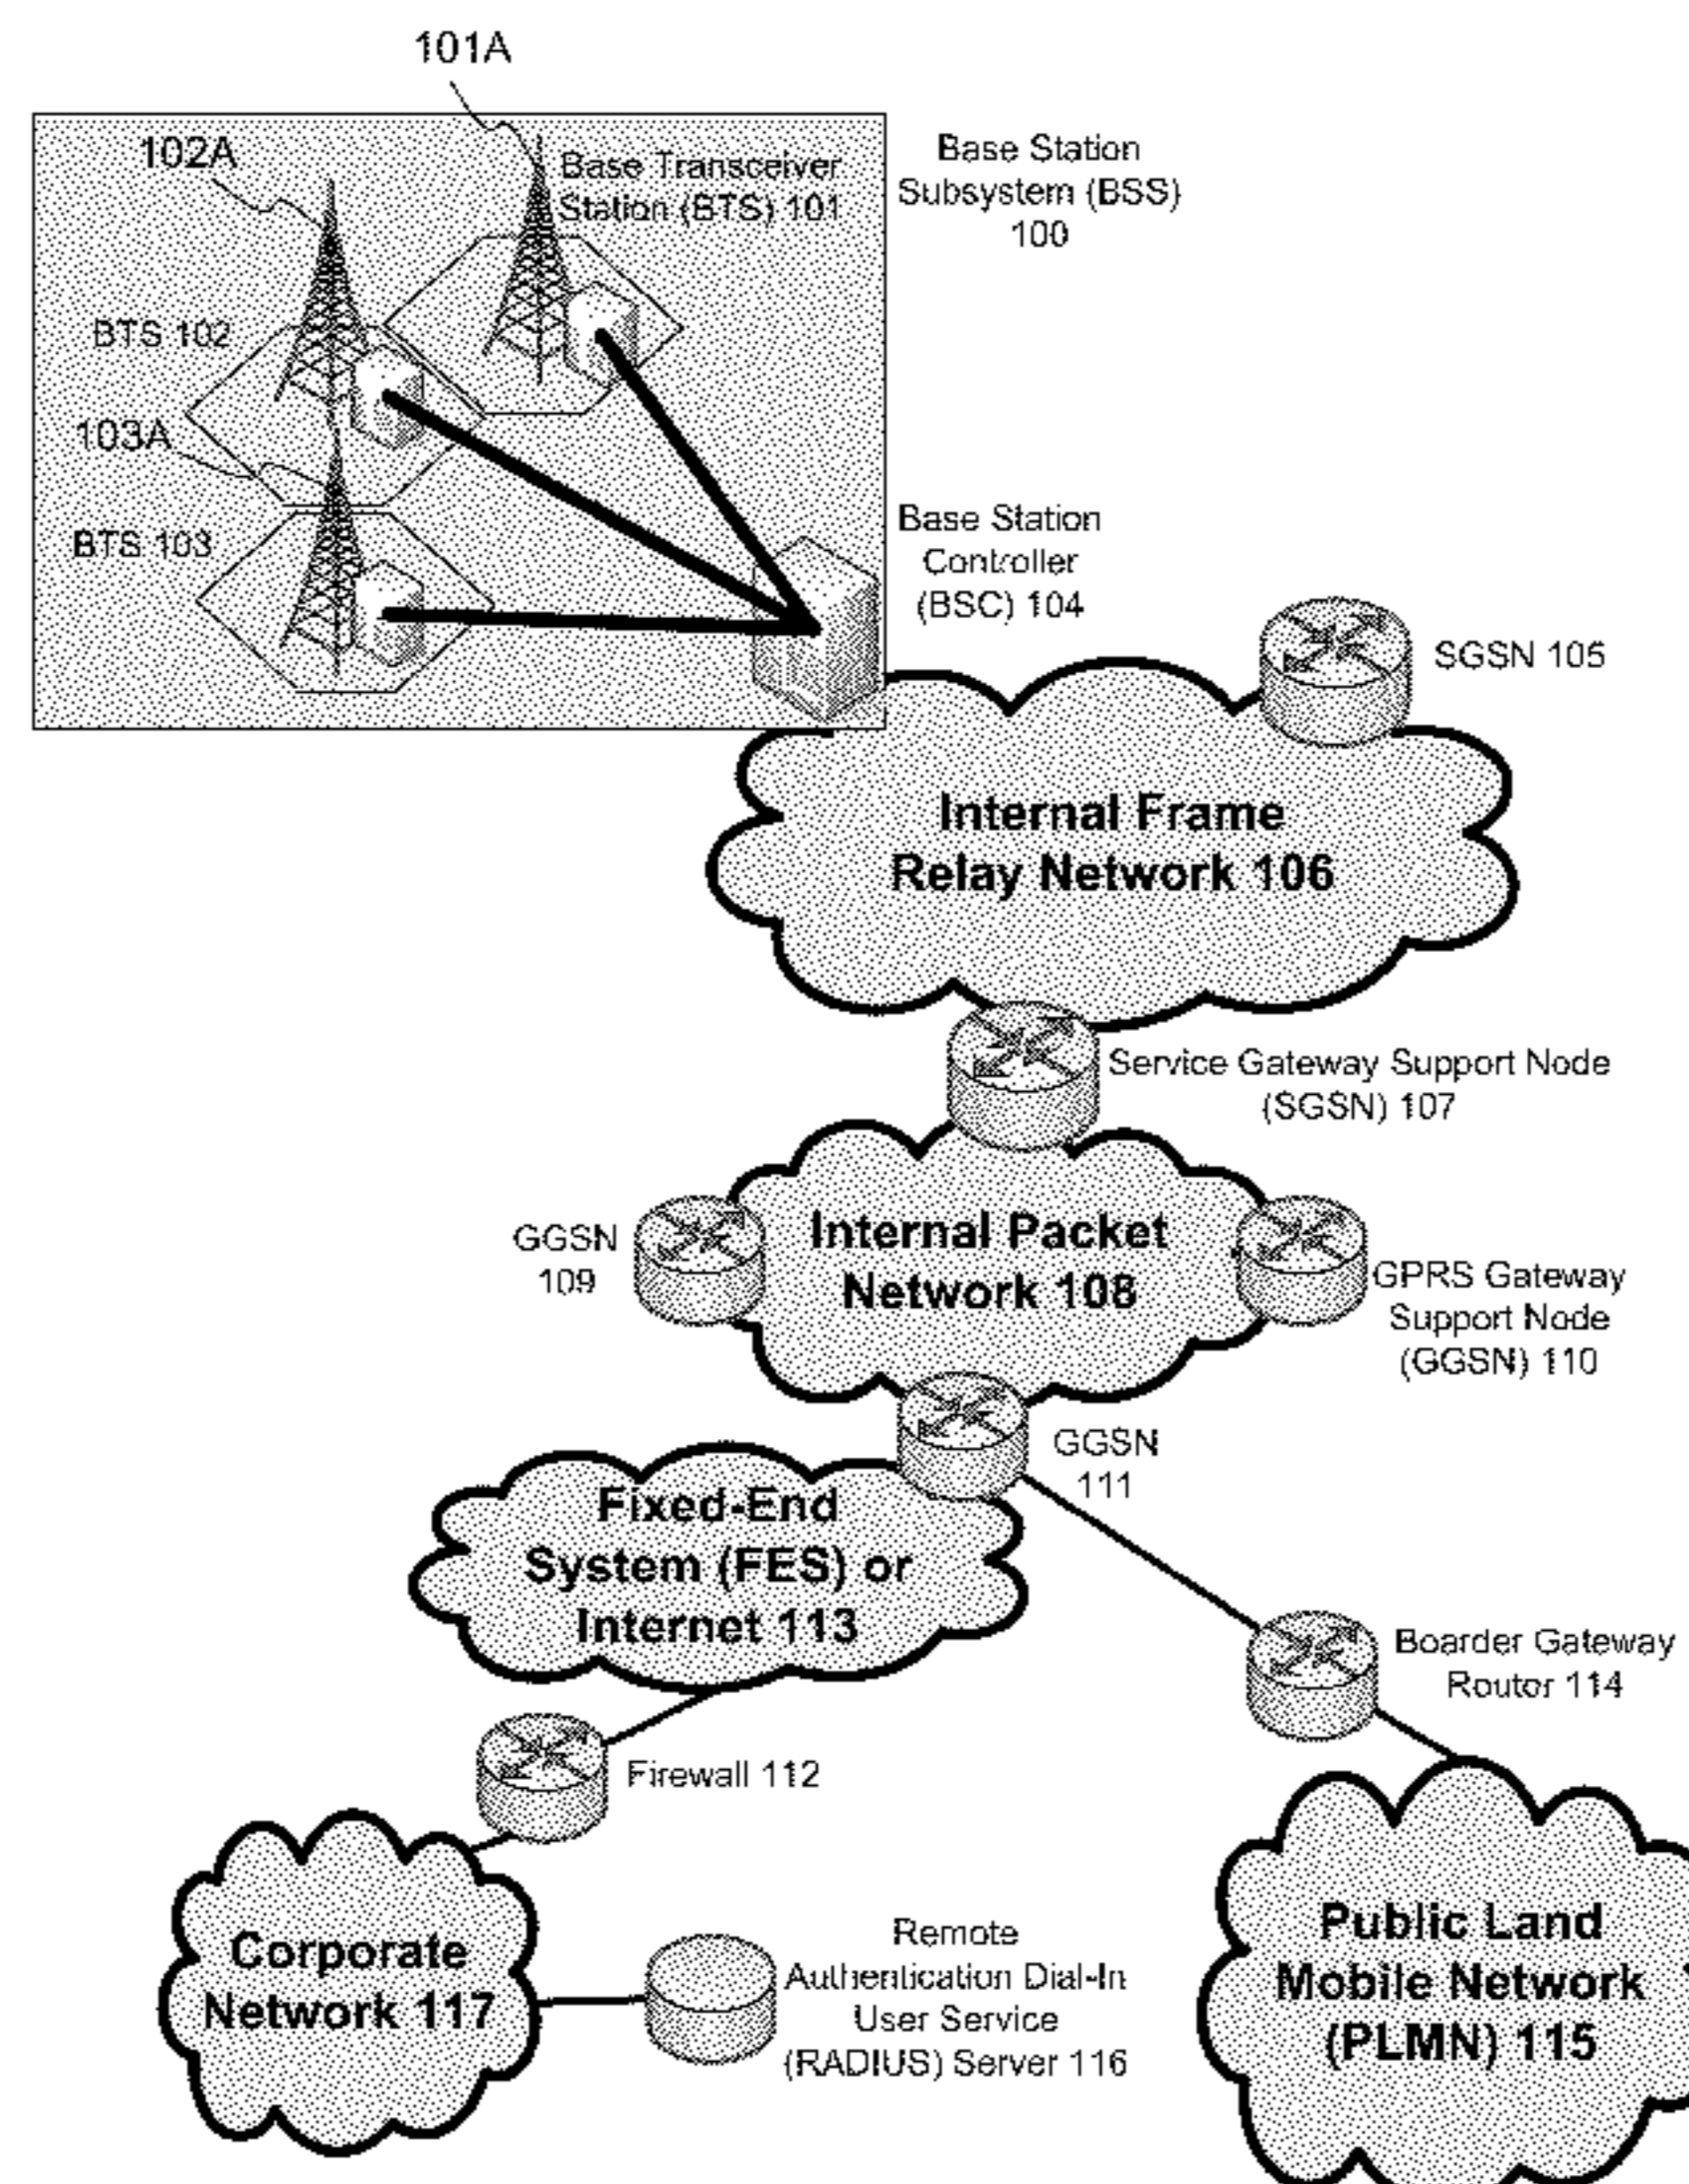 101A
102A
Base Transceiver
Station (BTS) 101
Base Station
Subsystem (BSS)
100
BTS 102
103A
BTS 103
Base Station
Controller
(BSC) 104
SGSN 105
Internal Frame
Relay Network 106
Service Gateway Support Node
(SGSN) 107
GGSN
109
Internal Packet
Network 108
GPRS Gateway
Support Node
(GGSN) 110
GGSN
111
Fixed-End
System (FES) or
Internet 113
Boarder Gateway
Router 114
Firewall 112
Corporate
Network 117
Remote
Authentication Dial-In
User Service
(RADIUS) Server 116
Public Land
Mobile Network
(PLMN) 115